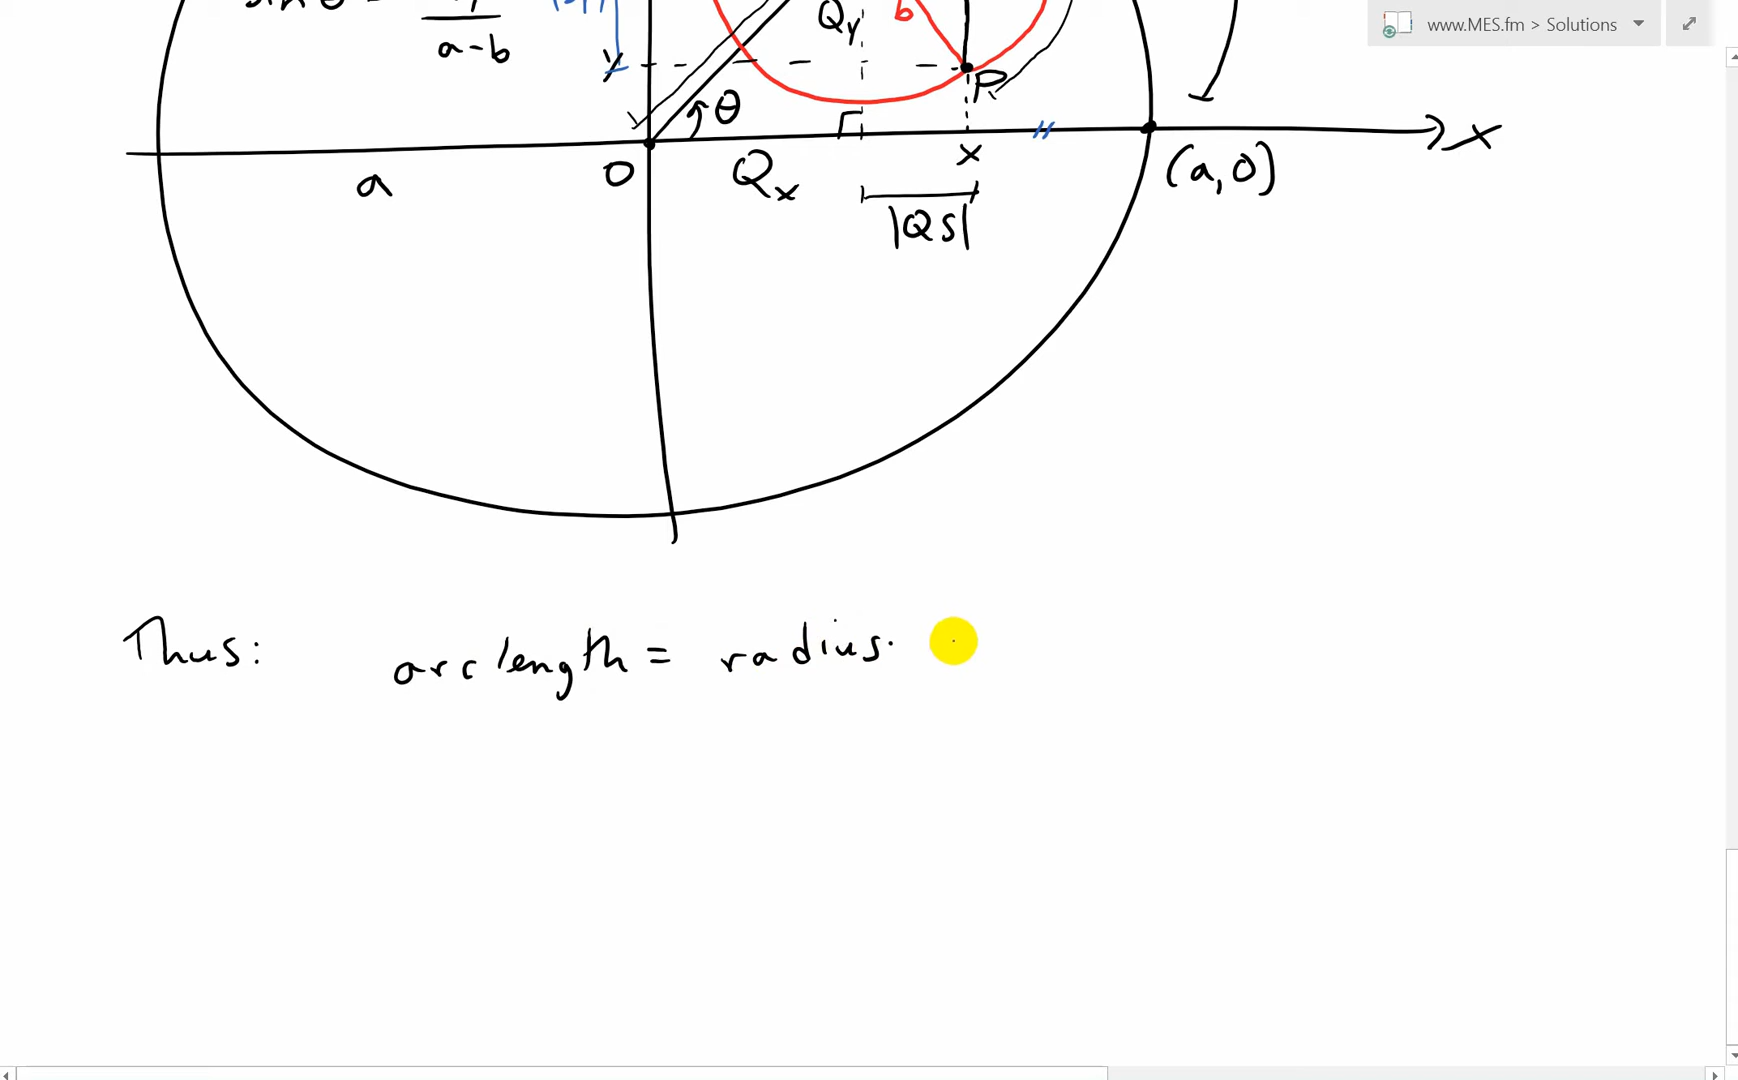 www.MES.fm > Solutions
a-b
Qy
b
y
P
θ
x
O
Qx
x
(a,0)
a
|QS|
Thus: arc length = radius·